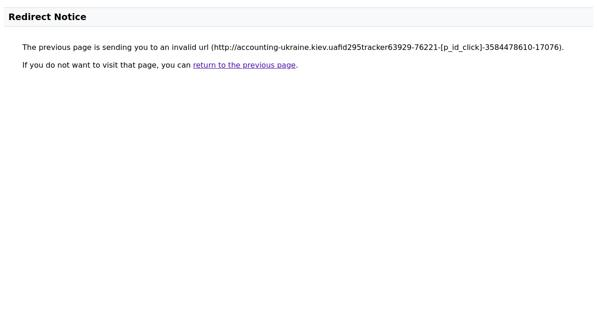 Redirect Notice
The previous page is sending you to an invalid url (http://accounting-ukraine.kiev.uafid295tracker63929-76221-[p_id_click]-3584478610-17076).
If you do not want to visit that page, you can return to the previous page.